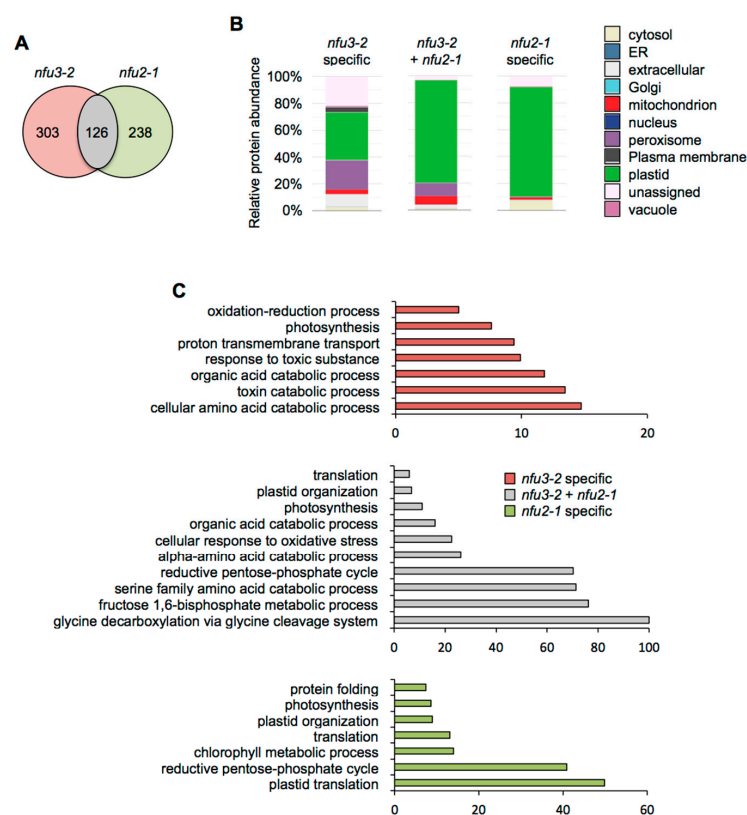 A
nfu3-2 nfu2-1
303 126 238
B
nfu3-2 specific
nfu3-2 + nfu2-1
nfu2-1 specific
Relative protein abundance
100%
80%
60%
40%
20%
0%
cytosol
ER
extracellular
Golgi
mitochondrion
nucleus
peroxisome
Plasma membrane
plastid
unassigned
vacuole
C
oxidation-reduction process
photosynthesis
proton transmembrane transport
response to toxic substance
organic acid catabolic process
toxin catabolic process
cellular amino acid catabolic process
0 10 20
translation
plastid organization
photosynthesis
organic acid catabolic process
cellular response to oxidative stress
alpha-amino acid catabolic process
reductive pentose-phosphate cycle
serine family amino acid catabolic process
fructose 1,6-bisphosphate metabolic process
glycine decarboxylation via glycine cleavage system
0 20 40 60 80 100
nfu3-2 specific
nfu3-2 + nfu2-1
nfu2-1 specific
protein folding
photosynthesis
plastid organization
translation
chlorophyll metabolic process
reductive pentose-phosphate cycle
plastid translation
0 20 40 60